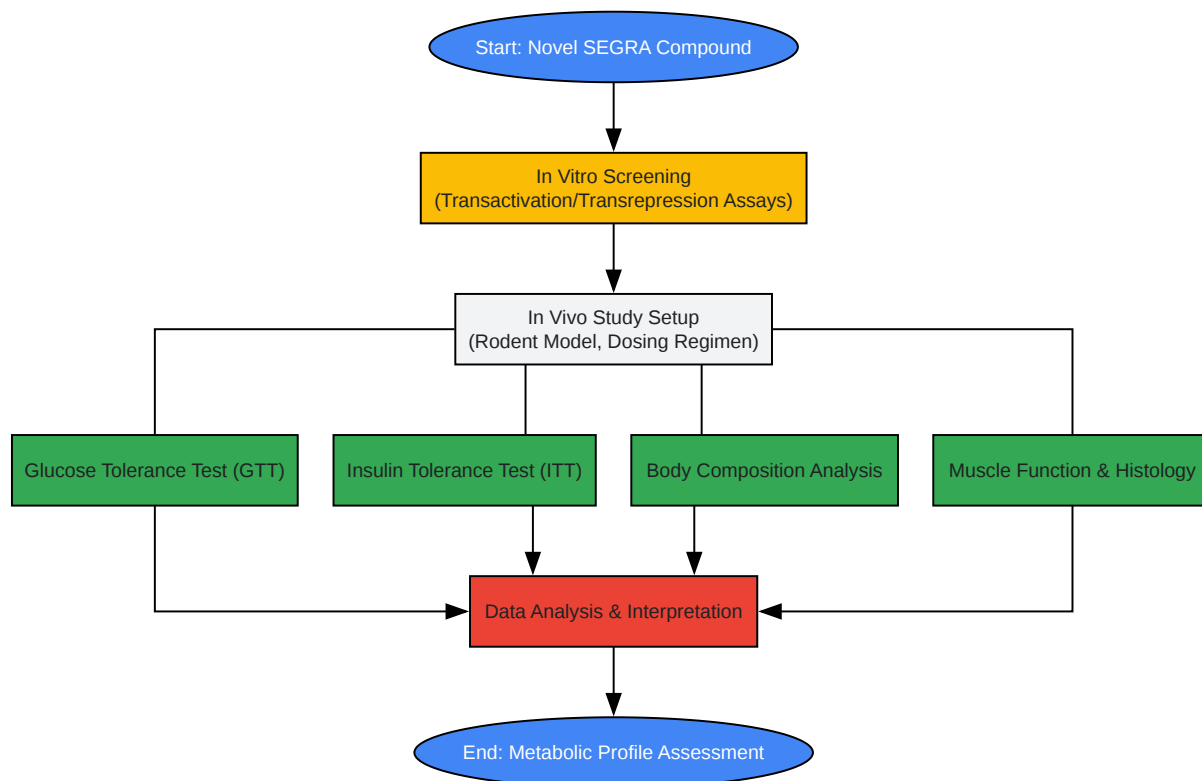 Start: Novel SEGRA Compound
In Vitro Screening
(Transactivation/Transrepression Assays)
In Vivo Study Setup
(Rodent Model, Dosing Regimen)
Glucose Tolerance Test (GTT)
Insulin Tolerance Test (ITT)
Body Composition Analysis
Muscle Function & Histology
Data Analysis & Interpretation
End: Metabolic Profile Assessment